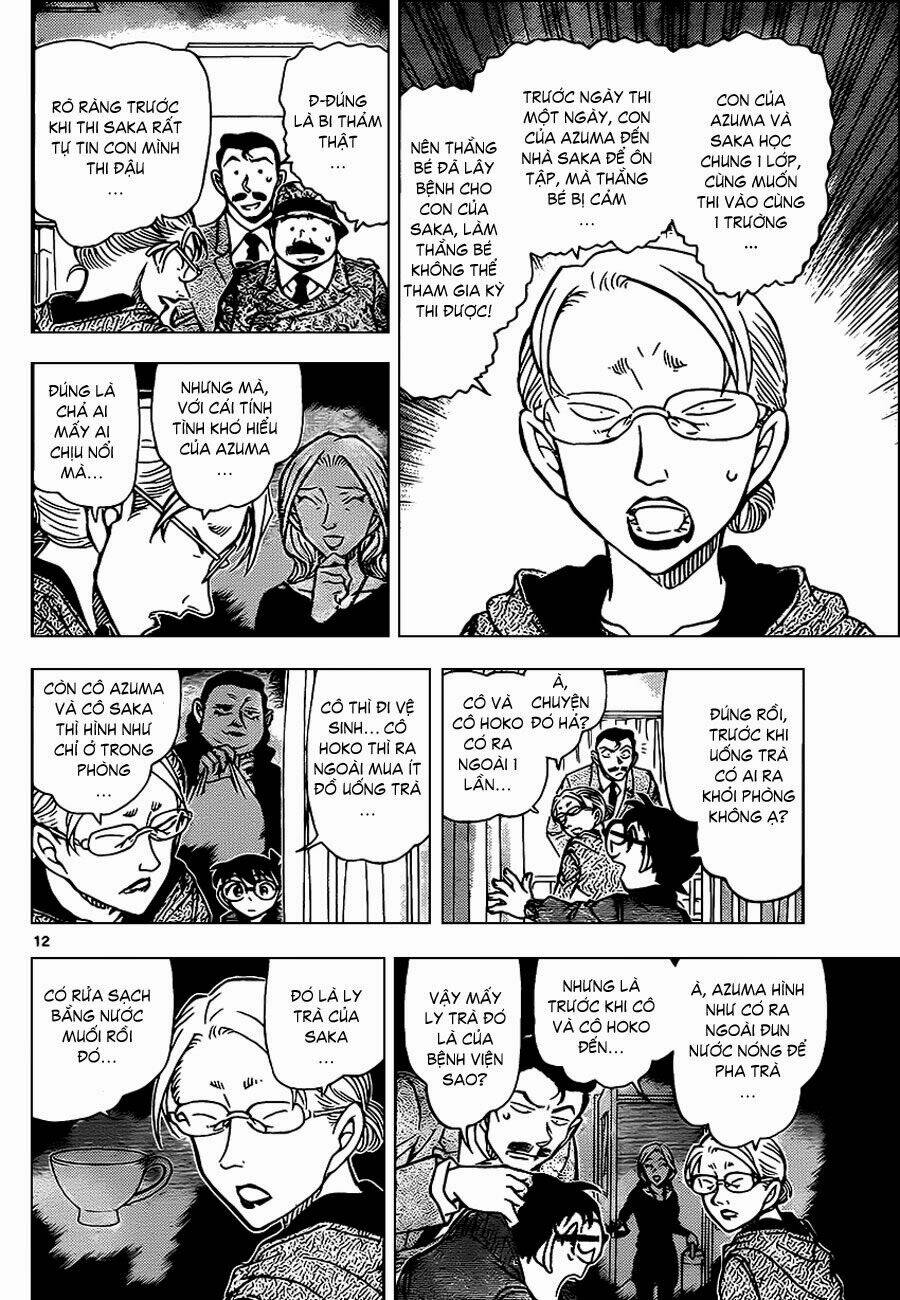 CON CỦA
AZUMA VÀ
SAKA HỌC
CHUNG 1 LỚP,
CÙNG MUỐN
THI VÀO CÙNG
1 TRƯỜNG
...
TRƯỚC NGÀY THI
MỘT NGÀY, CON
CỦA AZUMA ĐẾN
NHÀ SAKA ĐỂ ÔN
TẬP, MÀ THẰNG
BÉ BỊ CẢM
...
NÊN THẰNG
BÉ ĐÃ LÂY
BỆNH CHO
CON CỦA
SAKA, LÀM
THẰNG BÉ
KHÔNG THỂ
THAM GIA KỲ
THI ĐƯỢC!
Đ-ĐÚNG
LÀ BI THẢM
THẬT
...
RÕ RÀNG TRƯỚC
KHI THI SAKA RẤT
TỰ TIN CON MÌNH
THI ĐẬU
...
NHƯNG MÀ,
VỚI CÁI TÍNH
TÌNH KHÓ HIỂU
CỦA AZUMA
...
ĐÚNG LÀ
CHẢ AI
MẤY AI
CHỊU NỔI
MÀ...
ĐÚNG RỒI,
TRƯỚC KHI
UỐNG TRÀ
CÓ AI RA
KHỎI PHÒNG
KHÔNG Ạ?
À,
CHUYỆN
ĐÓ HẢ?
CÔ VÀ
CÔ HOKO
CÓ RA
NGOÀI 1
LẦN...
CÔ THÌ ĐI VỆ
SINH... CÔ
HOKO THÌ RA
NGOÀI MUA ÍT
ĐỒ UỐNG TRÀ
...
CÒN CÔ AZUMA
VÀ CÔ SAKA
THÌ HÌNH NHƯ
CHỈ Ở TRONG
PHÒNG
...
12
À, AZUMA HÌNH
NHƯ CÓ RA
NGOÀI ĐUN
NƯỚC NÓNG ĐỂ
PHA TRÀ
NHƯNG LÀ
TRƯỚC KHI CÔ
VÀ CÔ HOKO
ĐẾN...
VẬY MẤY
LY TRÀ ĐÓ
LÀ CỦA
BỆNH VIỆN
SAO?
ĐÓ LÀ LY
TRÀ CỦA
SAKA
...
CÓ RỬA SẠCH
BẰNG NƯỚC
MUỐI RỒI
ĐÓ...